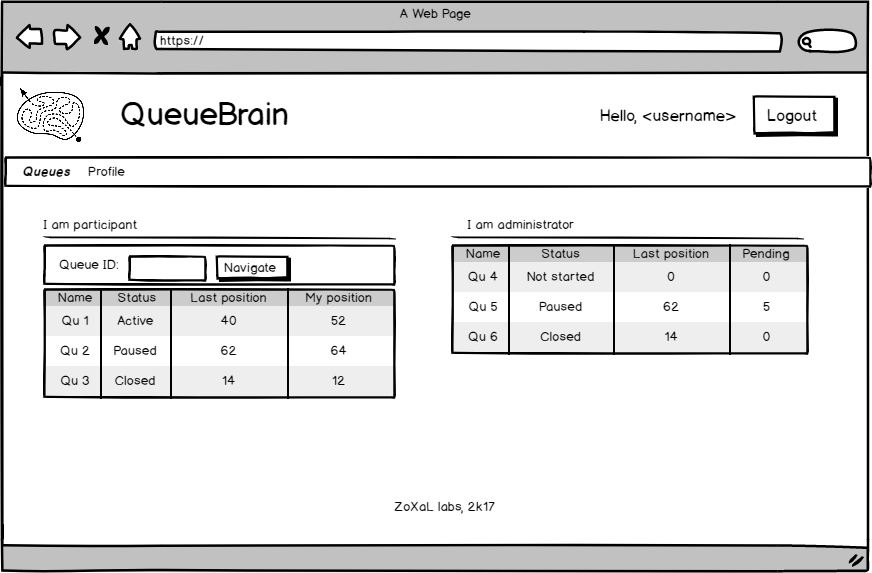 A Web Page
https://
QueueBrain
Hello, <username>
Logout
Queues Profile
I am participant
Queue ID:
Navigate
Name Status Last position My position
Qu 1 Active 40 52
Qu 2 Paused 62 64
Qu 3 Closed 14 12
I am administrator
Name Status Last position Pending
Qu 4 Not started 0 0
Qu 5 Paused 62 5
Qu 6 Closed 14 0
ZoXaL labs, 2k17